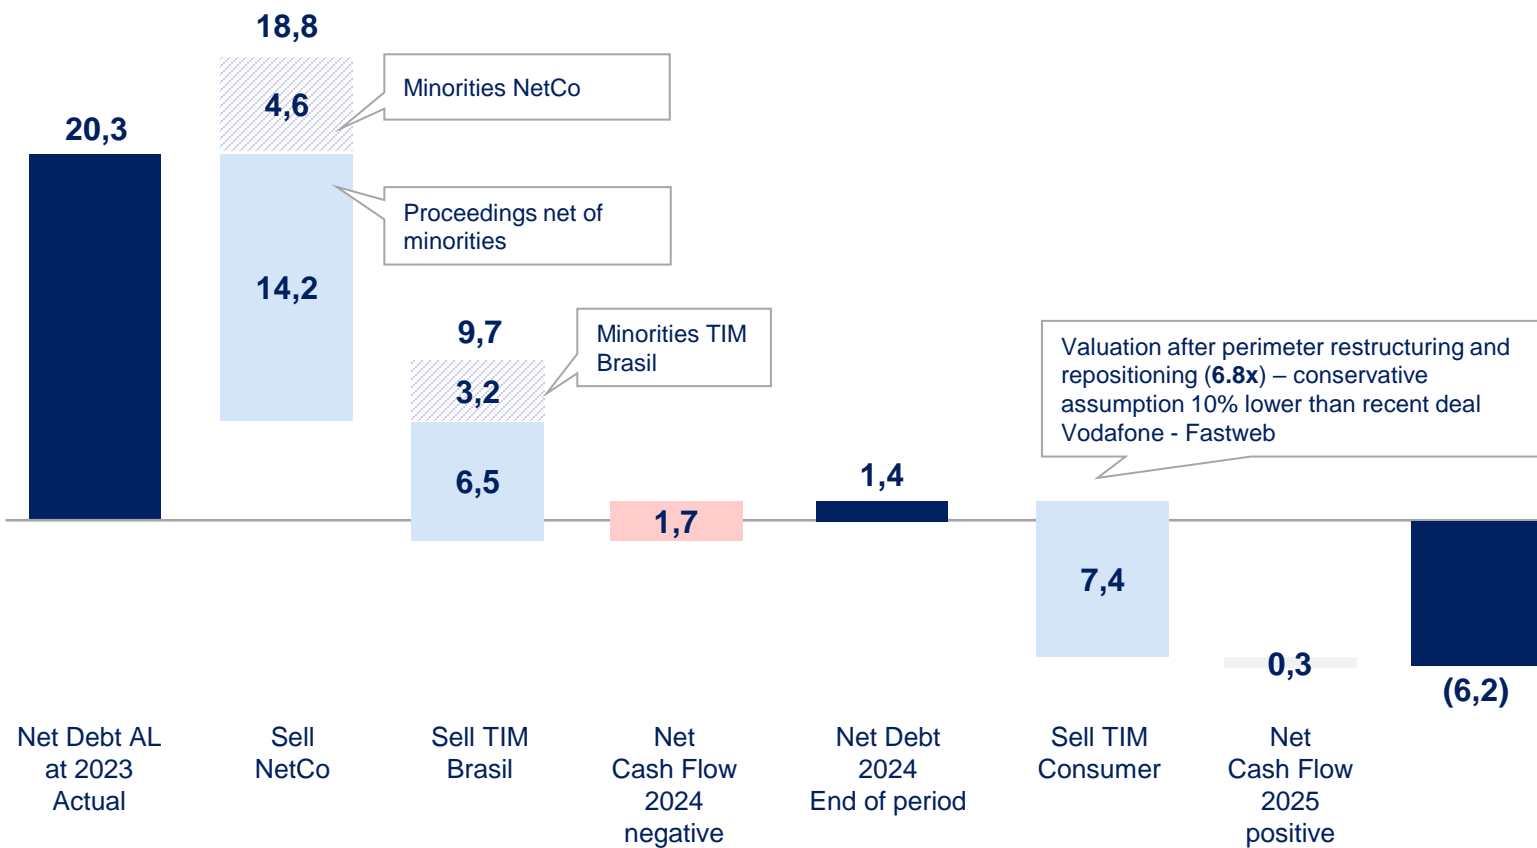 18,8
4,6
Minorities NetCo
20,3
Proceedings net of
minorities
14,2
9,7
Minorities TIM
Brasil
3,2
6,5
1,7
1,4
Valuation after perimeter restructuring and
repositioning (6.8x) – conservative
assumption 10% lower than recent deal
Vodafone - Fastweb
7,4
0,3
(6,2)
Net Debt AL
at 2023
Actual
Sell
NetCo
Sell TIM
Brasil
Net
Cash Flow
2024
negative
Net Debt
2024
End of period
Sell TIM
Consumer
Net
Cash Flow
2025
positive